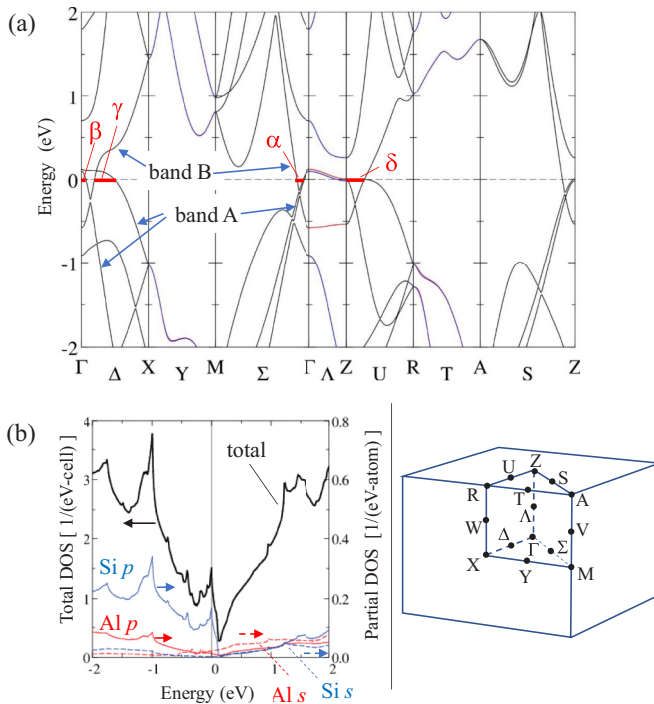 (a)
2
1
0
-1
-2
Energy (eV)
β
γ
α
δ
band B
band A
Γ Δ X Y M Σ Γ Λ Z U R T A S Z
(b)
Total DOS [ 1/(eV-cell) ]
4
3
2
1
0
0.8
0.6
0.4
0.2
0.0
Partial DOS [1/(eV-atom) ]
total
Si p
Al p
-2 -1 0 1 2
Energy (eV)
Al s
Si s
Z
U
S
R
T
A
Λ
W
V
Δ
Γ
Σ
X
Y
M